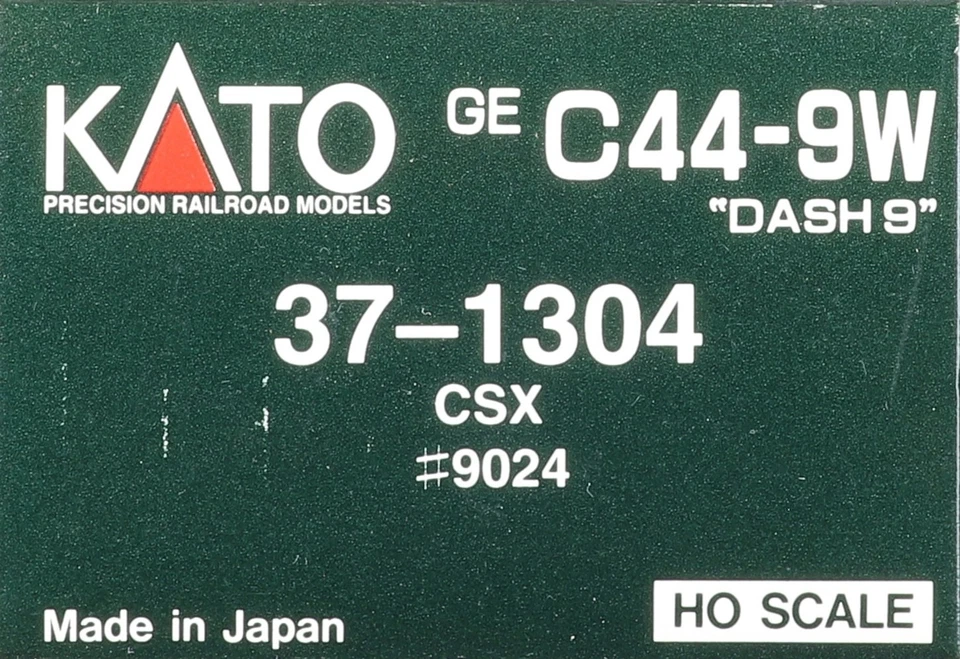 KATO
PRECISION RAILROAD MODELS
GE C44-9W
"DASH 9"
37-1304
CSX
#9024
Made in Japan
HO SCALE